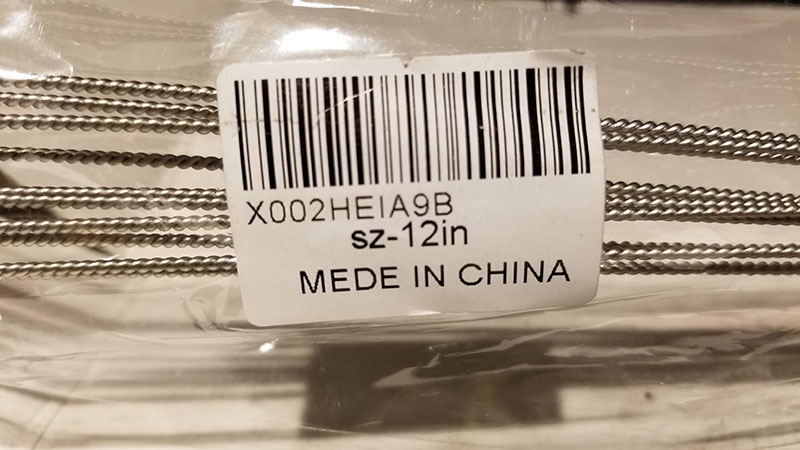 X002HEIA9B
sz-12in
MEDE IN CHINA